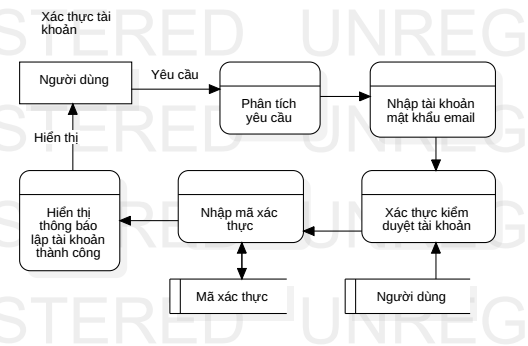 Xác thực tài
khoản
STERED UNREG
Người dùng
Yêu cầu
Phân tích
yêu cầu
Nhập tài khoản
mật khẩu email
STERED UNREG
Hiển thị
Hiển thị
thông báo
lập tài khoản
thành công
Nhập mã xác
thực
Xác thực kiểm
duyệt tài khoản
STERED UNREG
Mã xác thực
Người dùng
STERED UNREG